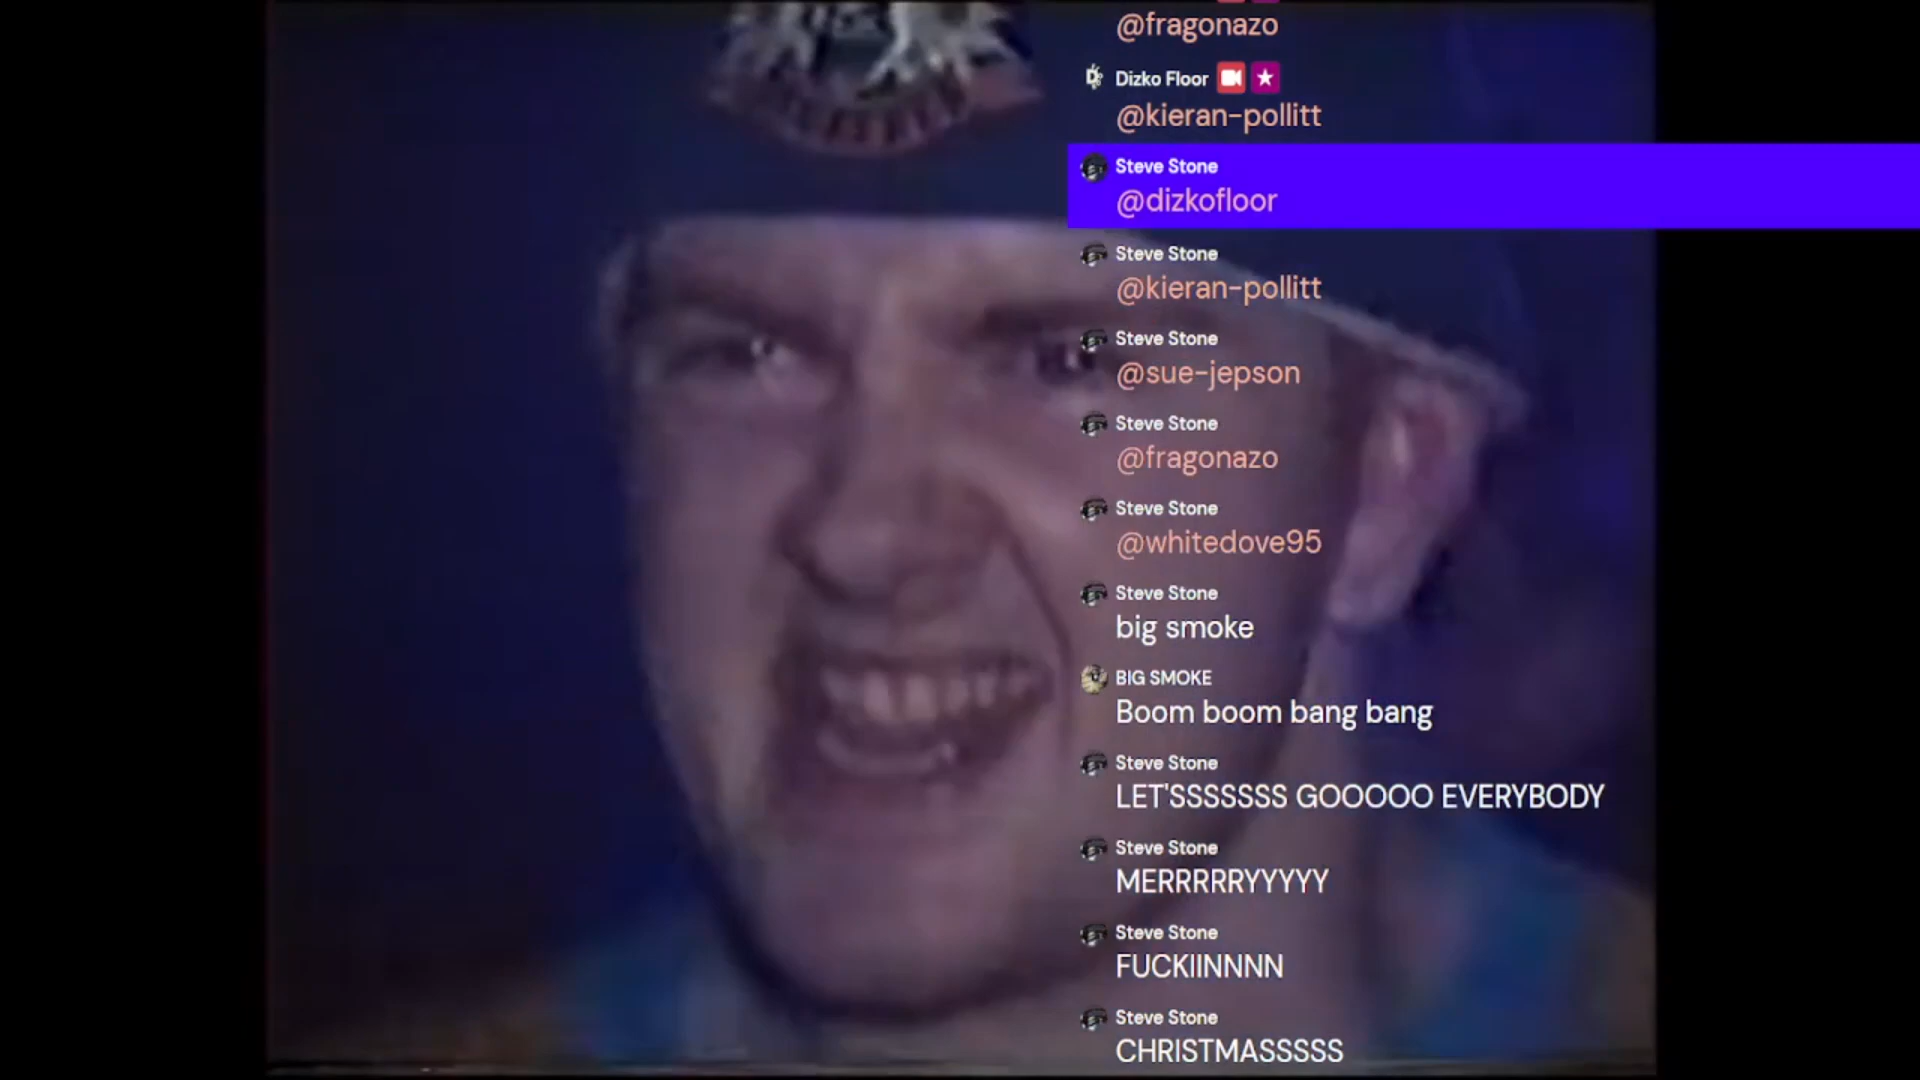 @fragonazo
Dizko Floor
@kieran-pollitt
Steve Stone
@dizkofloor
Steve Stone
@kieran-pollitt
Steve Stone
@sue-jepson
Steve Stone
@fragonazo
Steve Stone
@whitedove95
Steve Stone
big smoke
BIG SMOKE
Boom boom bang bang
Steve Stone
LET'SSSSSSS GOOOOO EVERYBODY
Steve Stone
MERRRRRYYYYY
Steve Stone
FUCKIINNNN
Steve Stone
CHRISTMASSSSS